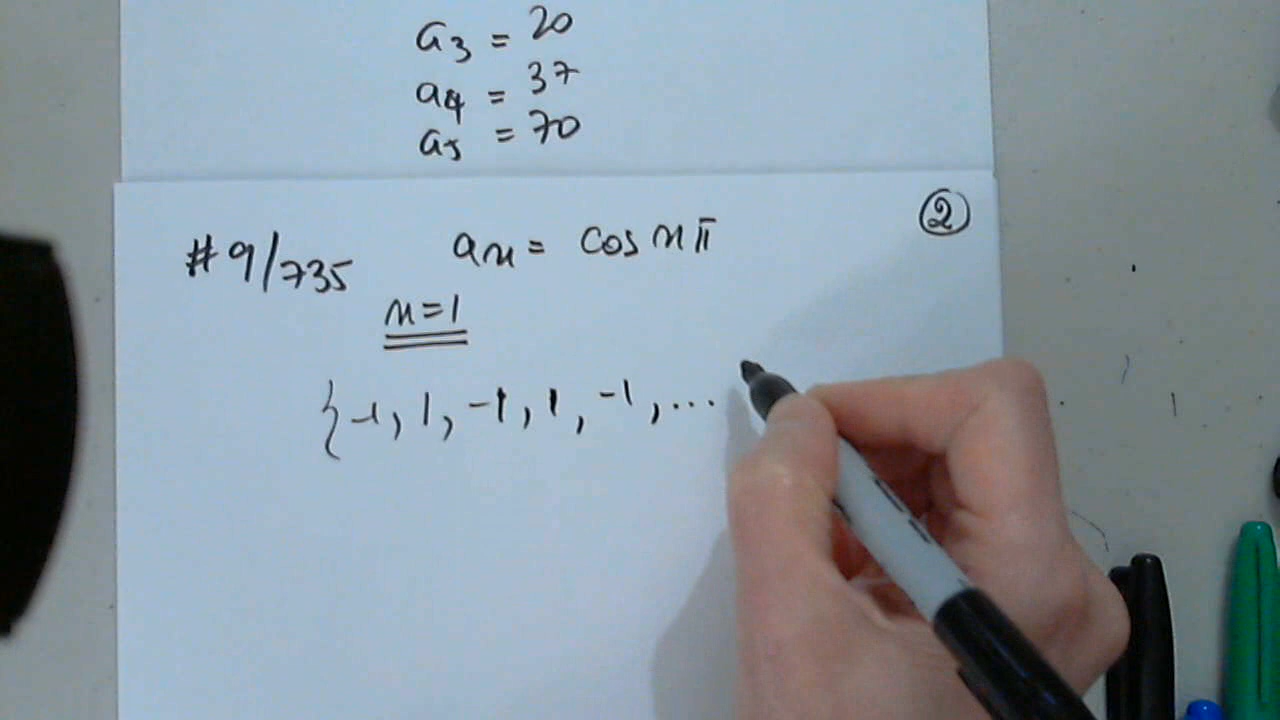 a₃ = 20
a₄ = 37
a₅ = 70
②
#9/735 aₙ = cos nπ
n=1
{-1, 1, -1, 1, -1, ...